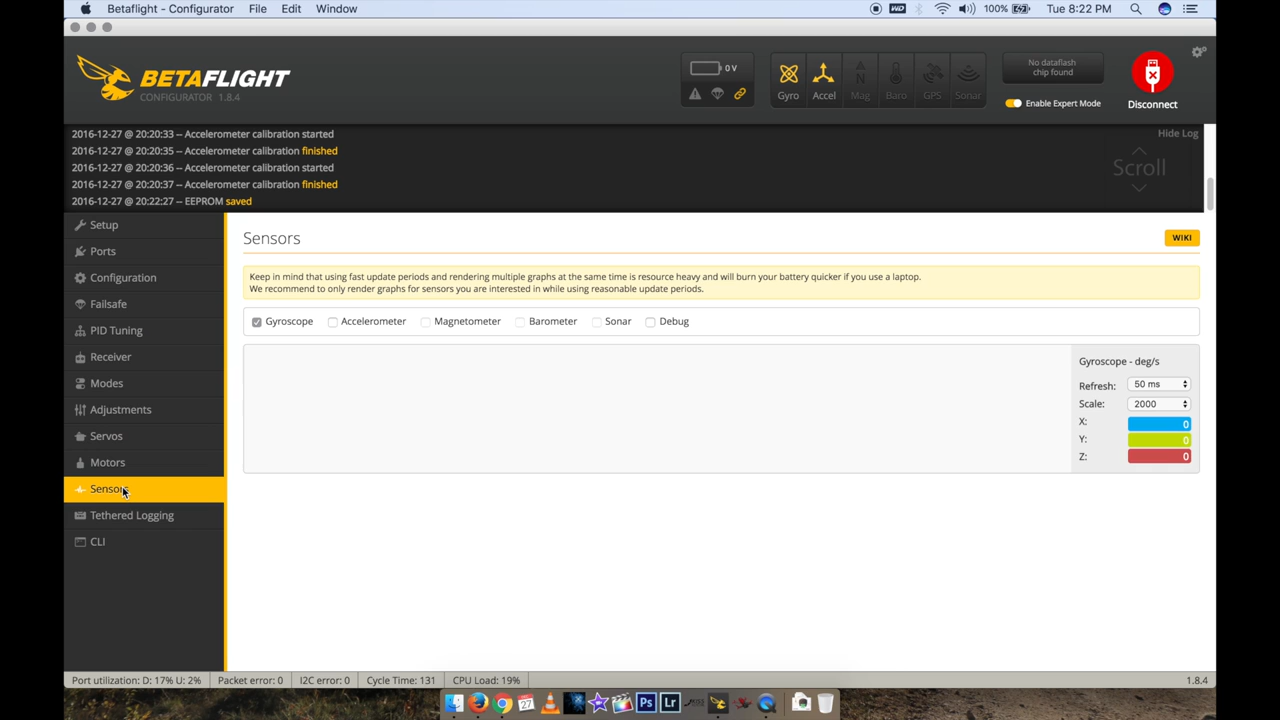 Betaflight - Configurator File Edit Window
WD 100% Tue 8:22 PM
BETAFLIGHT
CONFIGURATOR 1.8.4
0 V
Gyro Accel Mag Baro GPS Sonar
No dataflash
chip found
Enable Expert Mode
Disconnect
2016-12-27 @ 20:20:33 -- Accelerometer calibration started
2016-12-27 @ 20:20:35 -- Accelerometer calibration finished
2016-12-27 @ 20:20:36 -- Accelerometer calibration started
2016-12-27 @ 20:20:37 -- Accelerometer calibration finished
2016-12-27 @ 20:22:27 -- EEPROM saved
Hide Log
Scroll
Setup
Ports
Configuration
Failsafe
PID Tuning
Receiver
Modes
Adjustments
Servos
Motors
Sensors
Tethered Logging
CLI
Sensors
WIKI
Keep in mind that using fast update periods and rendering multiple graphs at the same time is resource heavy and will burn your battery quicker if you use a laptop.
We recommend to only render graphs for sensors you are interested in while using reasonable update periods.
Gyroscope Accelerometer Magnetometer Barometer Sonar Debug
Gyroscope - deg/s
Refresh: 50 ms
Scale: 2000
X: 0
Y: 0
Z: 0
Port utilization: D: 17% U: 2% Packet error: 0 I2C error: 0 Cycle Time: 131 CPU Load: 19% 1.8.4
27 Ps Lr